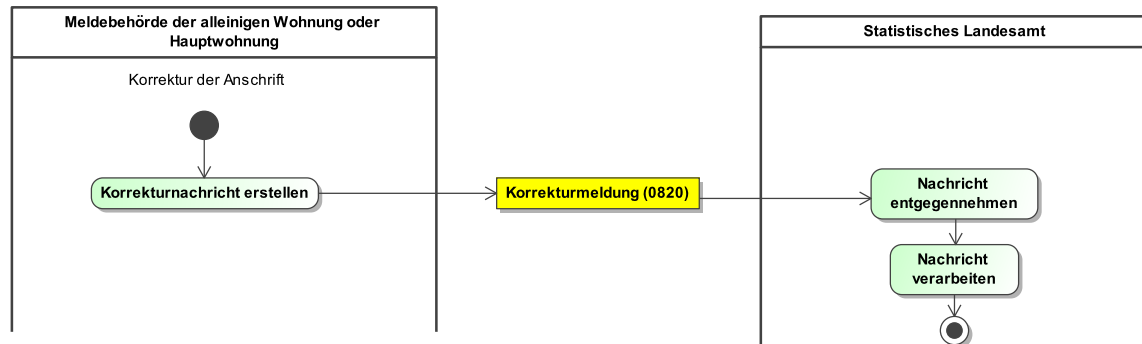 Meldebehörde der alleinigen Wohnung oder
Hauptwohnung
Korrektur der Anschrift
Korrekturnachricht erstellen
Korrekturmeldung (0820)
Statistisches Landesamt
Nachricht
entgegennehmen
Nachricht
verarbeiten